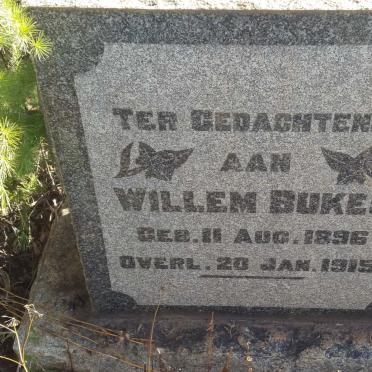 TER GEDACHTEN
AAN
WILLEM BUKE
GEB. 11 AUG. 1896
OVERL. 20 JAN. 1915